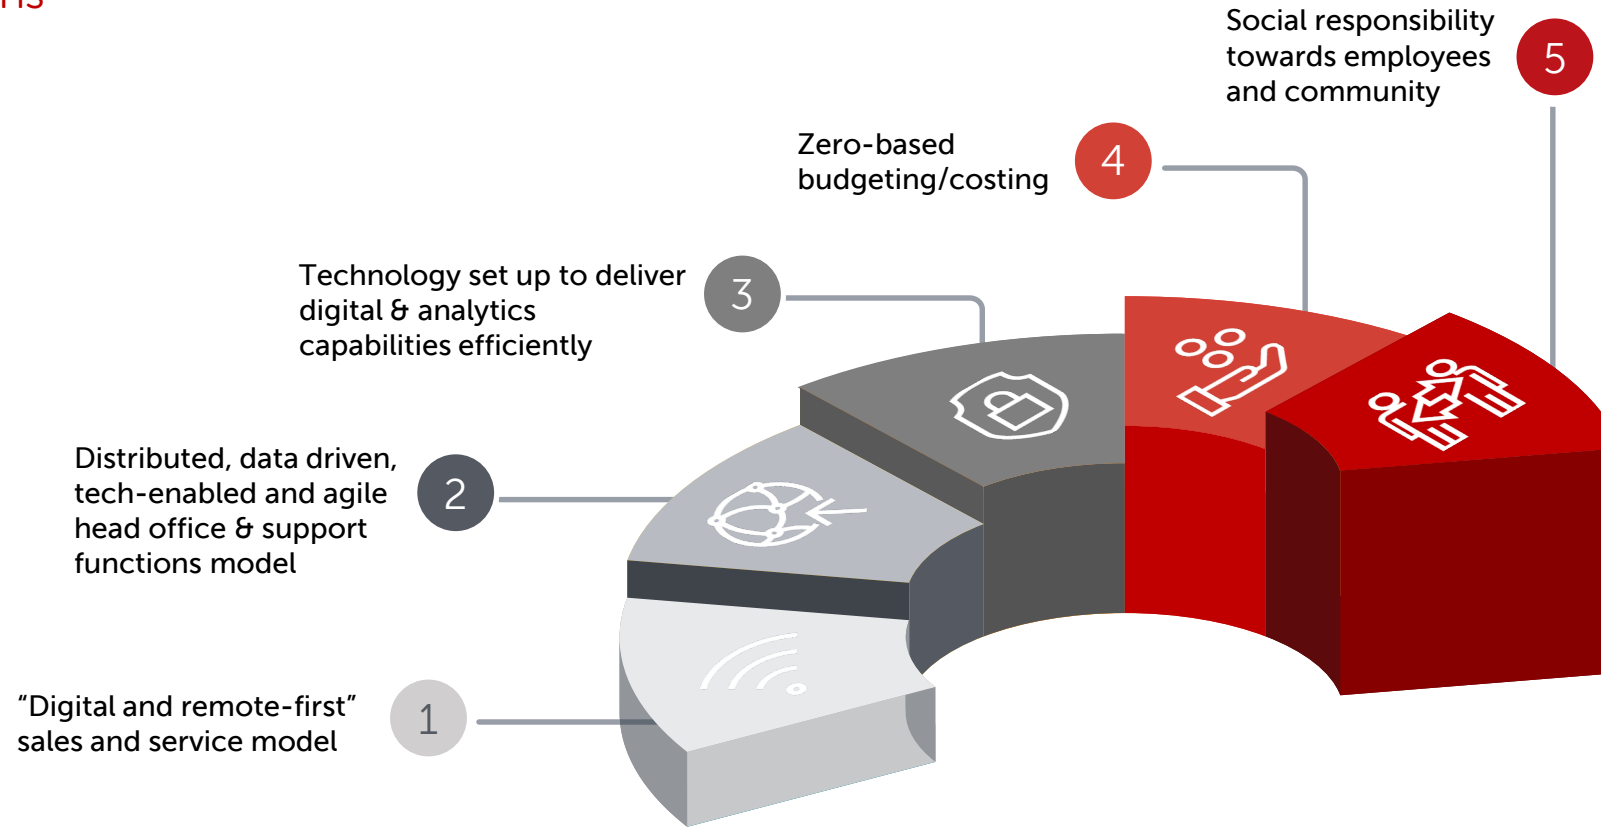 Social responsibility
towards employees
and community
5
Zero-based
budgeting/costing
4
Technology set up to deliver
digital & analytics
capabilities efficiently
3
Distributed, data driven,
tech-enabled and agile
head office & support
functions model
2
“Digital and remote-first”
sales and service model
1